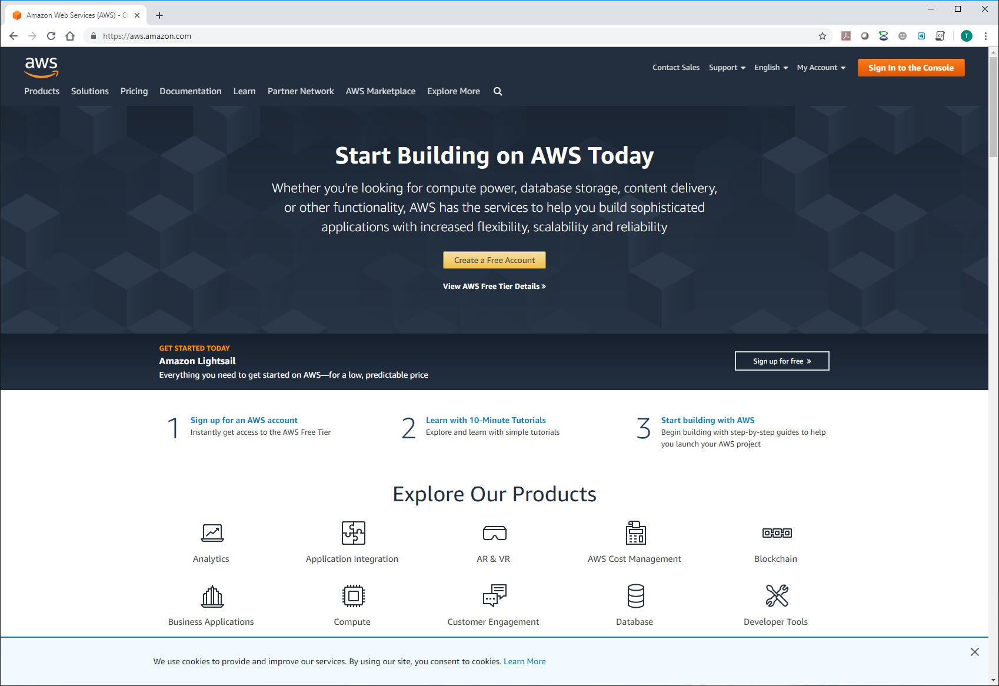 Amazon Web Services (AWS) - Cl
https://aws.amazon.com
T
aws
Contact Sales Support English My Account Sign In to the Console
Products Solutions Pricing Documentation Learn Partner Network AWS Marketplace Explore More
Start Building on AWS Today
Whether you're looking for compute power, database storage, content delivery,
or other functionality, AWS has the services to help you build sophisticated
applications with increased flexibility, scalability and reliability
Create a Free Account
View AWS Free Tier Details »
GET STARTED TODAY
Amazon Lightsail
Everything you need to get started on AWS—for a low, predictable price
Sign up for free »
1
Sign up for an AWS account
Instantly get access to the AWS Free Tier
2
Learn with 10-Minute Tutorials
Explore and learn with simple tutorials
3
Start building with AWS
Begin building with step-by-step guides to help
you launch your AWS project
Explore Our Products
Analytics Application Integration AR & VR AWS Cost Management Blockchain
Business Applications Compute Customer Engagement Database Developer Tools
We use cookies to provide and improve our services. By using our site, you consent to cookies. Learn More